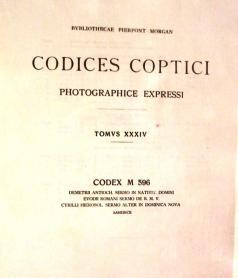 BYBLIOTHECAE PIERPONT MORGAN
CODICES COPTICI
PHOTOGRAPHICE EXPRESSI
TOMVS XXXIV
CODEX M 596
DEMETRII ANTIOCH. SERMO IN NATIVIT. DOMINI
EVODII ROMANI SERMO DE B. M. V.
CYRILLI HIEROSOL. SERMO ALTER IN DOMINICA NOVA
SAHIDICE